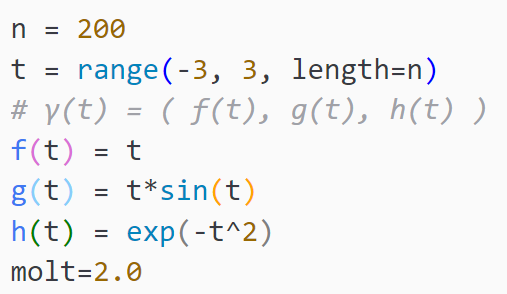 n = 200
t = range(-3, 3, length=n)
# γ(t) = ( f(t), g(t), h(t) )
f(t) = t
g(t) = t*sin(t)
h(t) = exp(-t^2)
molt=2.0